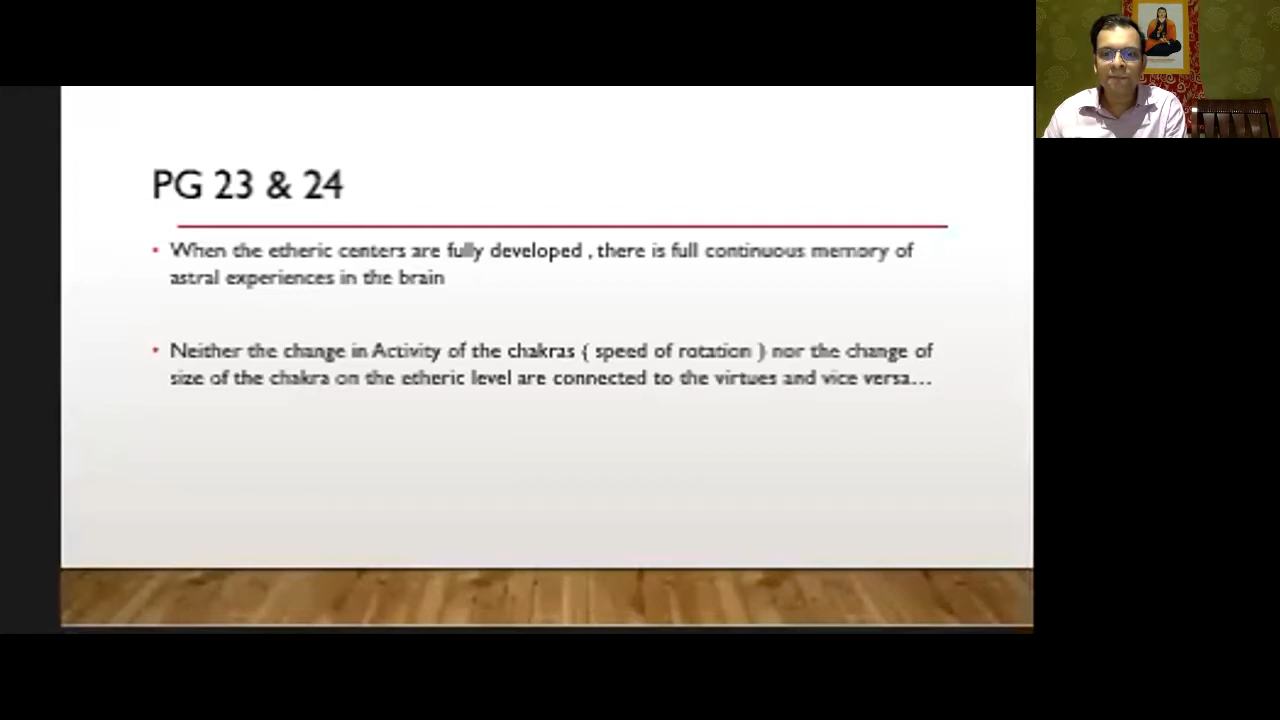 PG 23 & 24
• When the etheric centers are fully developed , there is full continuous memory of
astral experiences in the brain
• Neither the change in Activity of the chakras ( speed of rotation ) nor the change of
size of the chakra on the etheric level are connected to the virtues and vice versa...